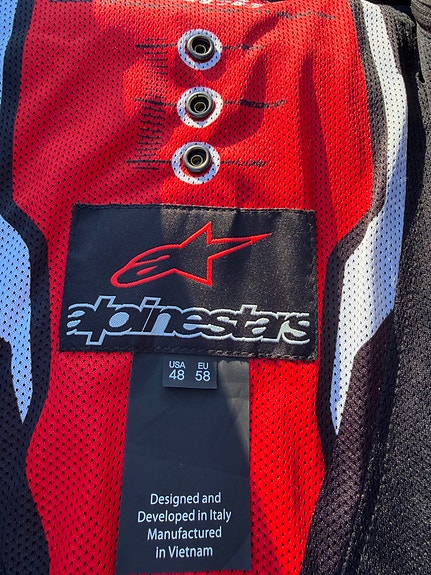 alpinestars
USA EU
48 58
Designed and
Developed in Italy
Manufactured
in Vietnam